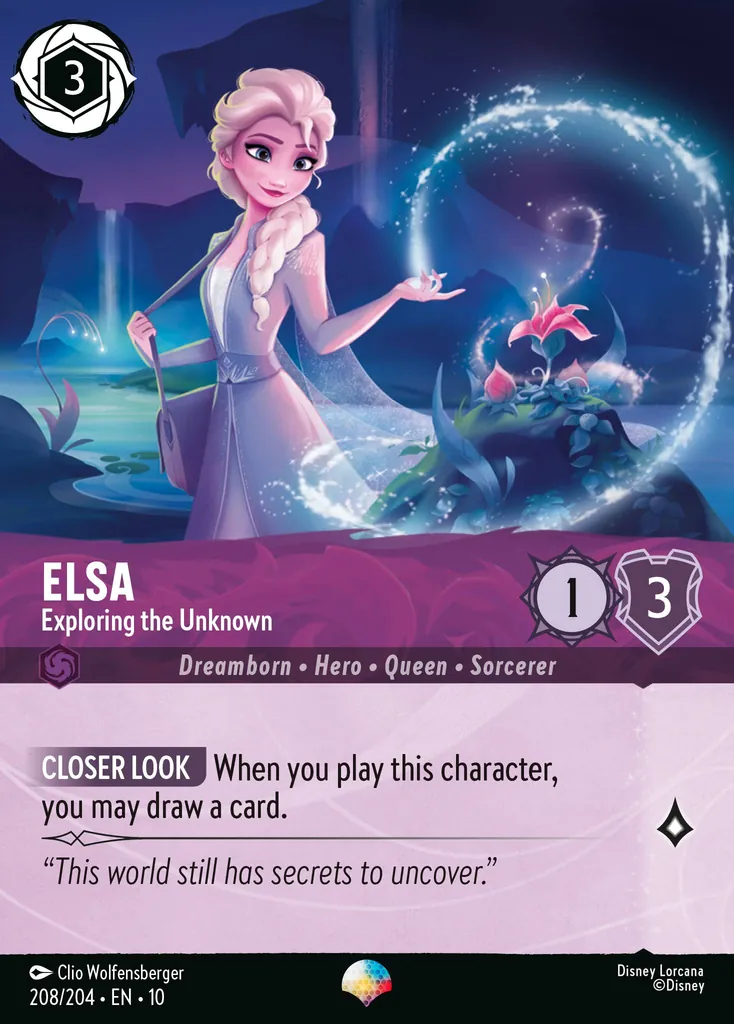 3
ELSA
Exploring the Unknown
1
3
Dreamborn • Hero • Queen • Sorcerer
CLOSER LOOK When you play this character,
you may draw a card.
“This world still has secrets to uncover.”
Clio Wolfensberger
208/204 • EN • 10
Disney Lorcana
©Disney